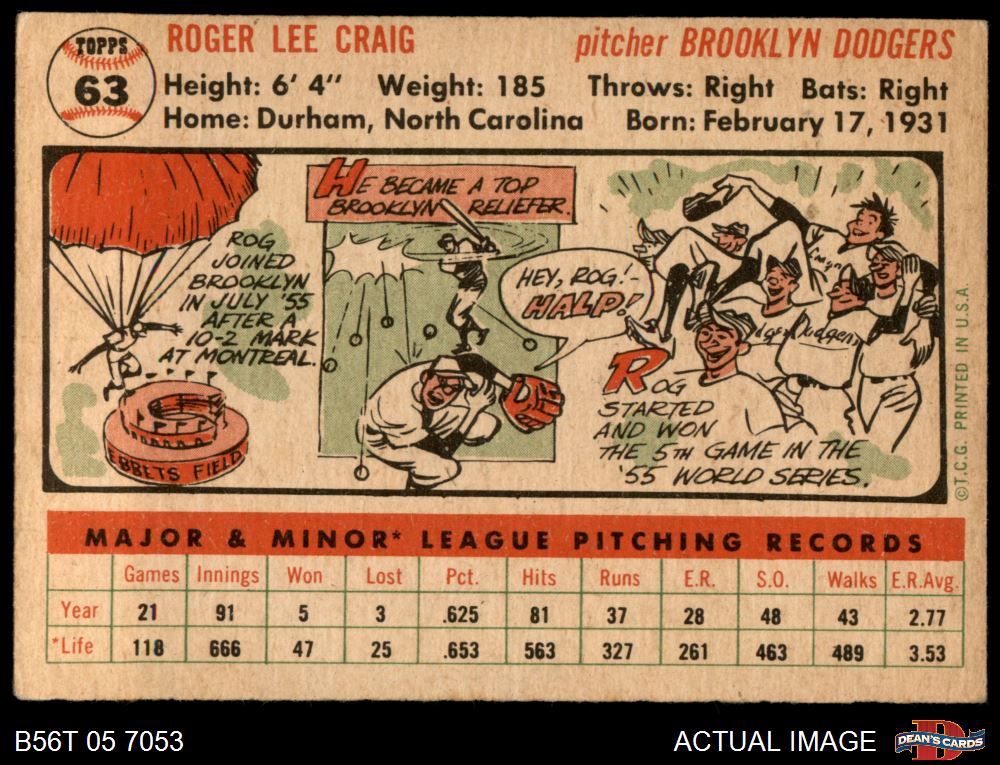 TOPPS
63
ROGER LEE CRAIG
pitcher BROOKLYN DODGERS
Height: 6' 4" Weight: 185 Throws: Right Bats: Right
Home: Durham, North Carolina Born: February 17, 1931
ROG
JOINED
BROOKLYN
IN JULY '55
AFTER A
10-2 MARK
AT MONTREAL.
EBBETS FIELD
HE BECAME A TOP
BROOKLYN RELIEFER.
HEY, ROG!-
HALP!
Dodgers
ROG
STARTED
AND WON
THE 5TH GAME IN THE
'55 WORLD SERIES.
©T.C.G. PRINTED IN U.S.A.
MAJOR & MINOR* LEAGUE PITCHING RECORDS
Games Innings Won Lost Pct. Hits Runs E.R. S.O. Walks E.R.Avg.
Year 21 91 5 3 .625 81 37 28 48 43 2.77
*Life 118 666 47 25 .653 563 327 261 463 489 3.53
B56T 05 7053
ACTUAL IMAGE
D
DEAN'S CARDS